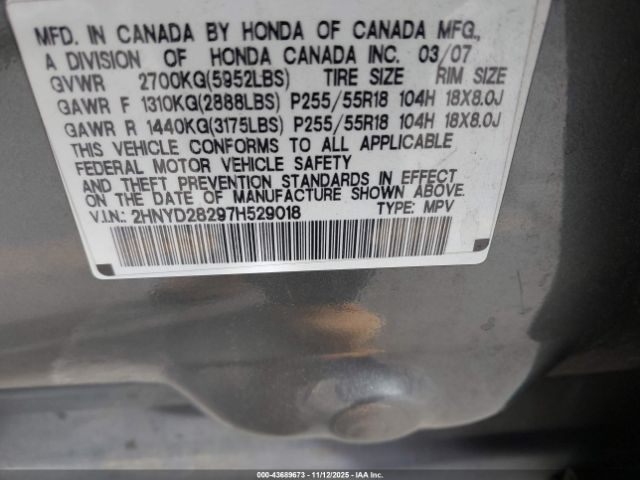 MFD. IN CANADA BY HONDA OF CANADA MFG.,
A DIVISION OF HONDA CANADA INC. 03/07
GVWR 2700KG(5952LBS) TIRE SIZE RIM SIZE
GAWR F 1310KG(2888LBS) P255/55R18 104H 18X8.0J
GAWR R 1440KG(3175LBS) P255/55R18 104H 18X8.0J
THIS VEHICLE CONFORMS TO ALL APPLICABLE
FEDERAL MOTOR VEHICLE SAFETY
AND THEFT PREVENTION STANDARDS IN EFFECT
ON THE DATE OF MANUFACTURE SHOWN ABOVE.
V.I.N.: 2HNYD28297H529018 TYPE: MPV
000-43689673 - 11/12/2025 - IAAI Inc.